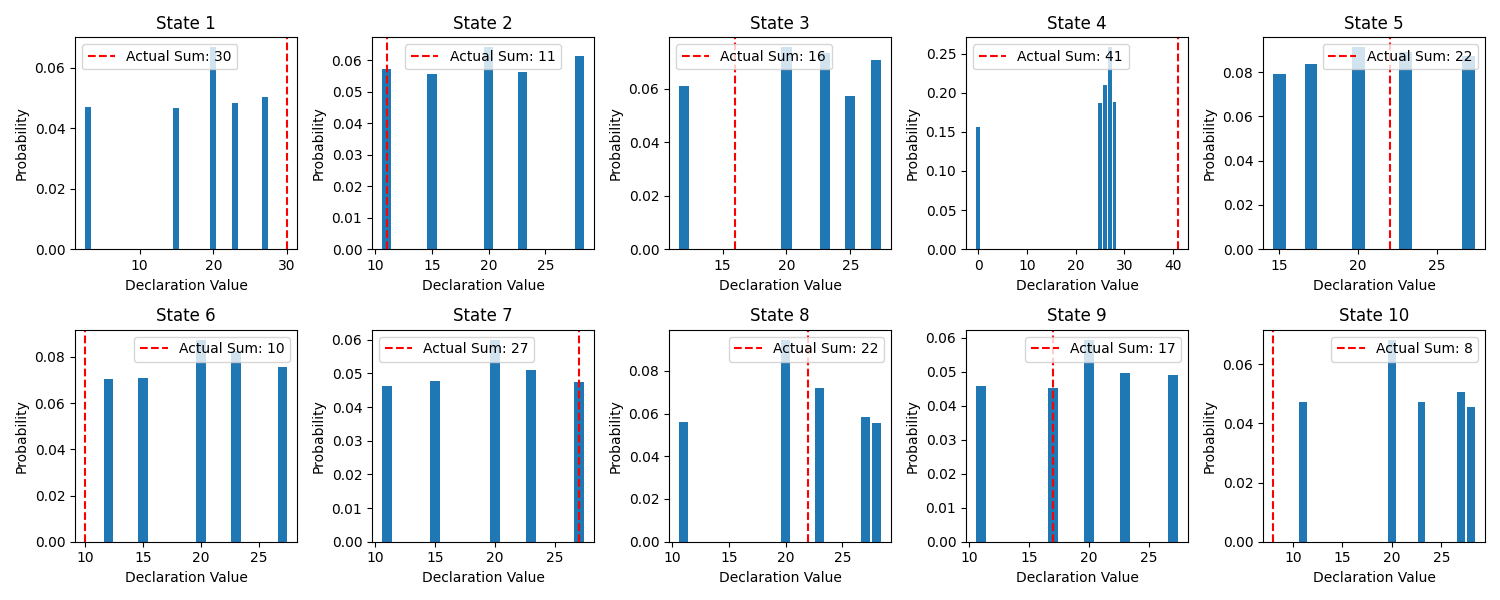 State 1
State 2
State 3
State 4
State 5
Actual Sum: 30
Actual Sum: 11
Actual Sum: 16
Actual Sum: 41
Actual Sum: 22
Probability
0.06
0.04
0.02
0.00
10
20
30
Declaration Value
Probability
0.06
0.05
0.04
0.03
0.02
0.01
0.00
10
15
20
25
Declaration Value
Probability
0.06
0.04
0.02
0.00
15
20
25
Declaration Value
Probability
0.25
0.20
0.15
0.10
0.05
0.00
0
10
20
30
40
Declaration Value
Probability
0.08
0.06
0.04
0.02
0.00
15
20
25
Declaration Value
State 6
State 7
State 8
State 9
State 10
Actual Sum: 10
Actual Sum: 27
Actual Sum: 22
Actual Sum: 17
Actual Sum: 8
Probability
0.08
0.06
0.04
0.02
0.00
10
15
20
25
Declaration Value
Probability
0.06
0.05
0.04
0.03
0.02
0.01
0.00
10
15
20
25
Declaration Value
Probability
0.08
0.06
0.04
0.02
0.00
10
15
20
25
Declaration Value
Probability
0.06
0.05
0.04
0.03
0.02
0.01
0.00
10
15
20
25
Declaration Value
Probability
0.06
0.04
0.02
0.00
10
15
20
25
Declaration Value